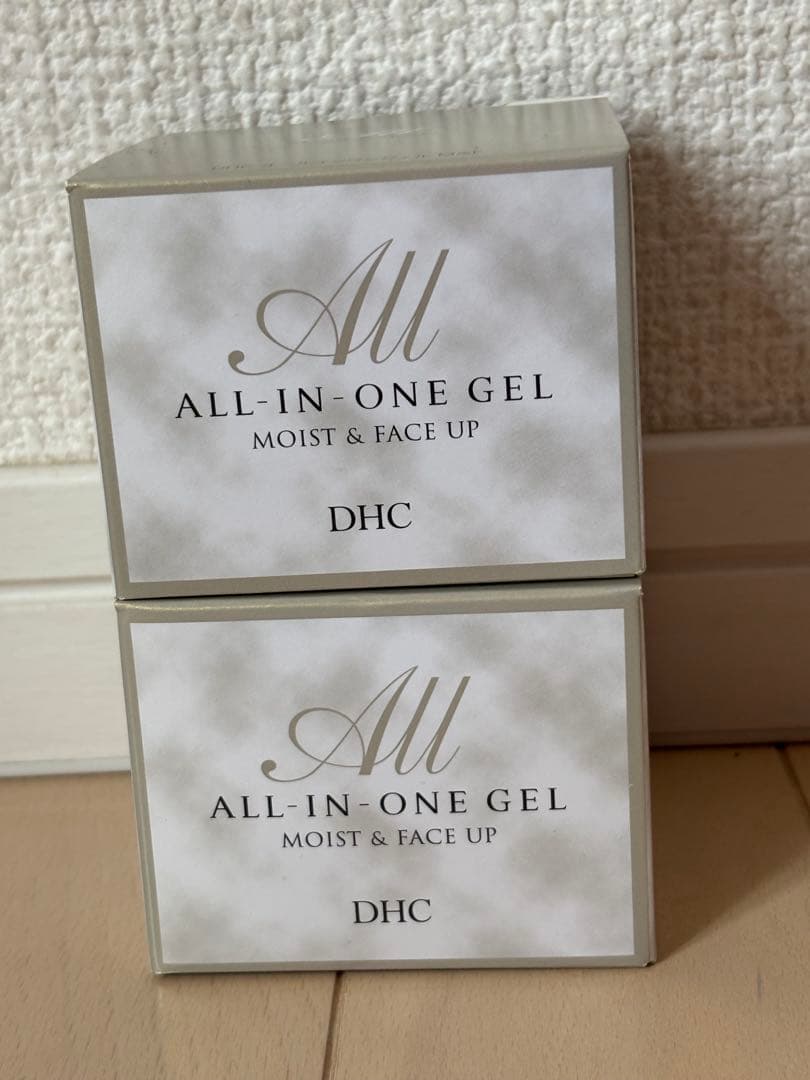 All
ALL-IN-ONE GEL
MOIST & FACE UP
DHC
All
ALL-IN-ONE GEL
MOIST & FACE UP
DHC